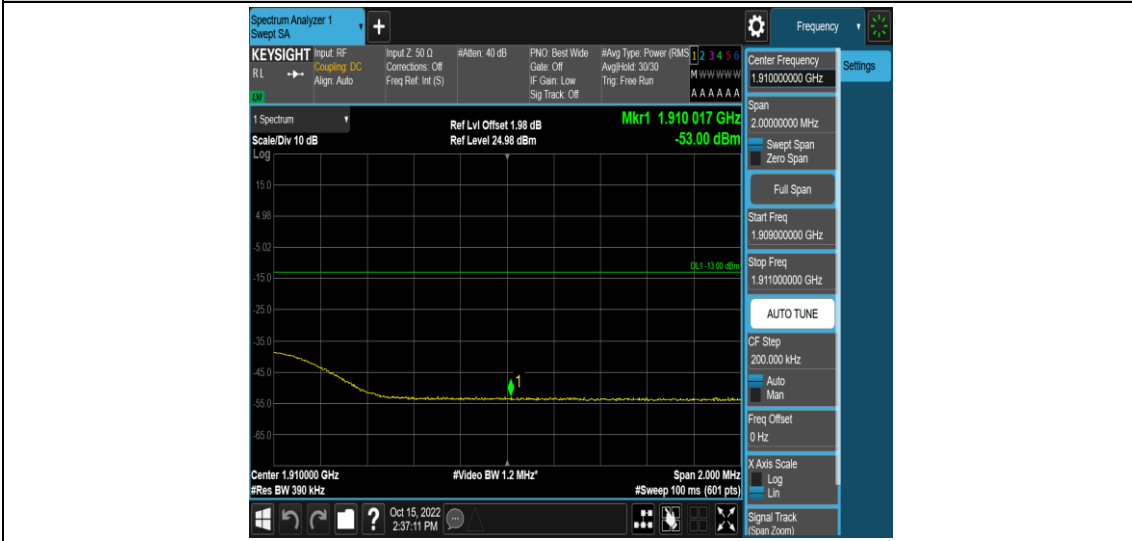 Spectrum Analyzer 1
Swept SA
+
Frequency
KEYSIGHT
RL
Input: RF
Coupling: DC
Align: Auto
Input Z: 50 Ω
Corrections: Off
Freq Ref: Int (S)
#Atten: 40 dB
PNO: Best Wide
Gate: Off
IF Gain: Low
Sig Track: Off
#Avg Type: Power (RMS
Avg|Hold: 30/30
Trig: Free Run
1 2 3 4 5 6
M W W W W W
A A A A A A
1 Spectrum
Scale/Div 10 dB
Ref Lvl Offset 1.98 dB
Ref Level 24.98 dBm
Mkr1 1.910 017 GHz
-53.00 dBm
Log
15.0
4.98
-5.02
-15.0
-25.0
-35.0
-45.0
-55.0
-65.0
DL1 -13.00 dBm
1
Center 1.910000 GHz
#Res BW 390 kHz
#Video BW 1.2 MHz*
Span 2.000 MHz
#Sweep 100 ms (601 pts)
Center Frequency
1.910000000 GHz
Settings
Span
2.00000000 MHz
Swept Span
Zero Span
Full Span
Start Freq
1.909000000 GHz
Stop Freq
1.911000000 GHz
AUTO TUNE
CF Step
200.000 kHz
Auto
Man
Freq Offset
0 Hz
X Axis Scale
Log
Lin
Signal Track
(Span Zoom)
?
Oct 15, 2022
2:37:11 PM